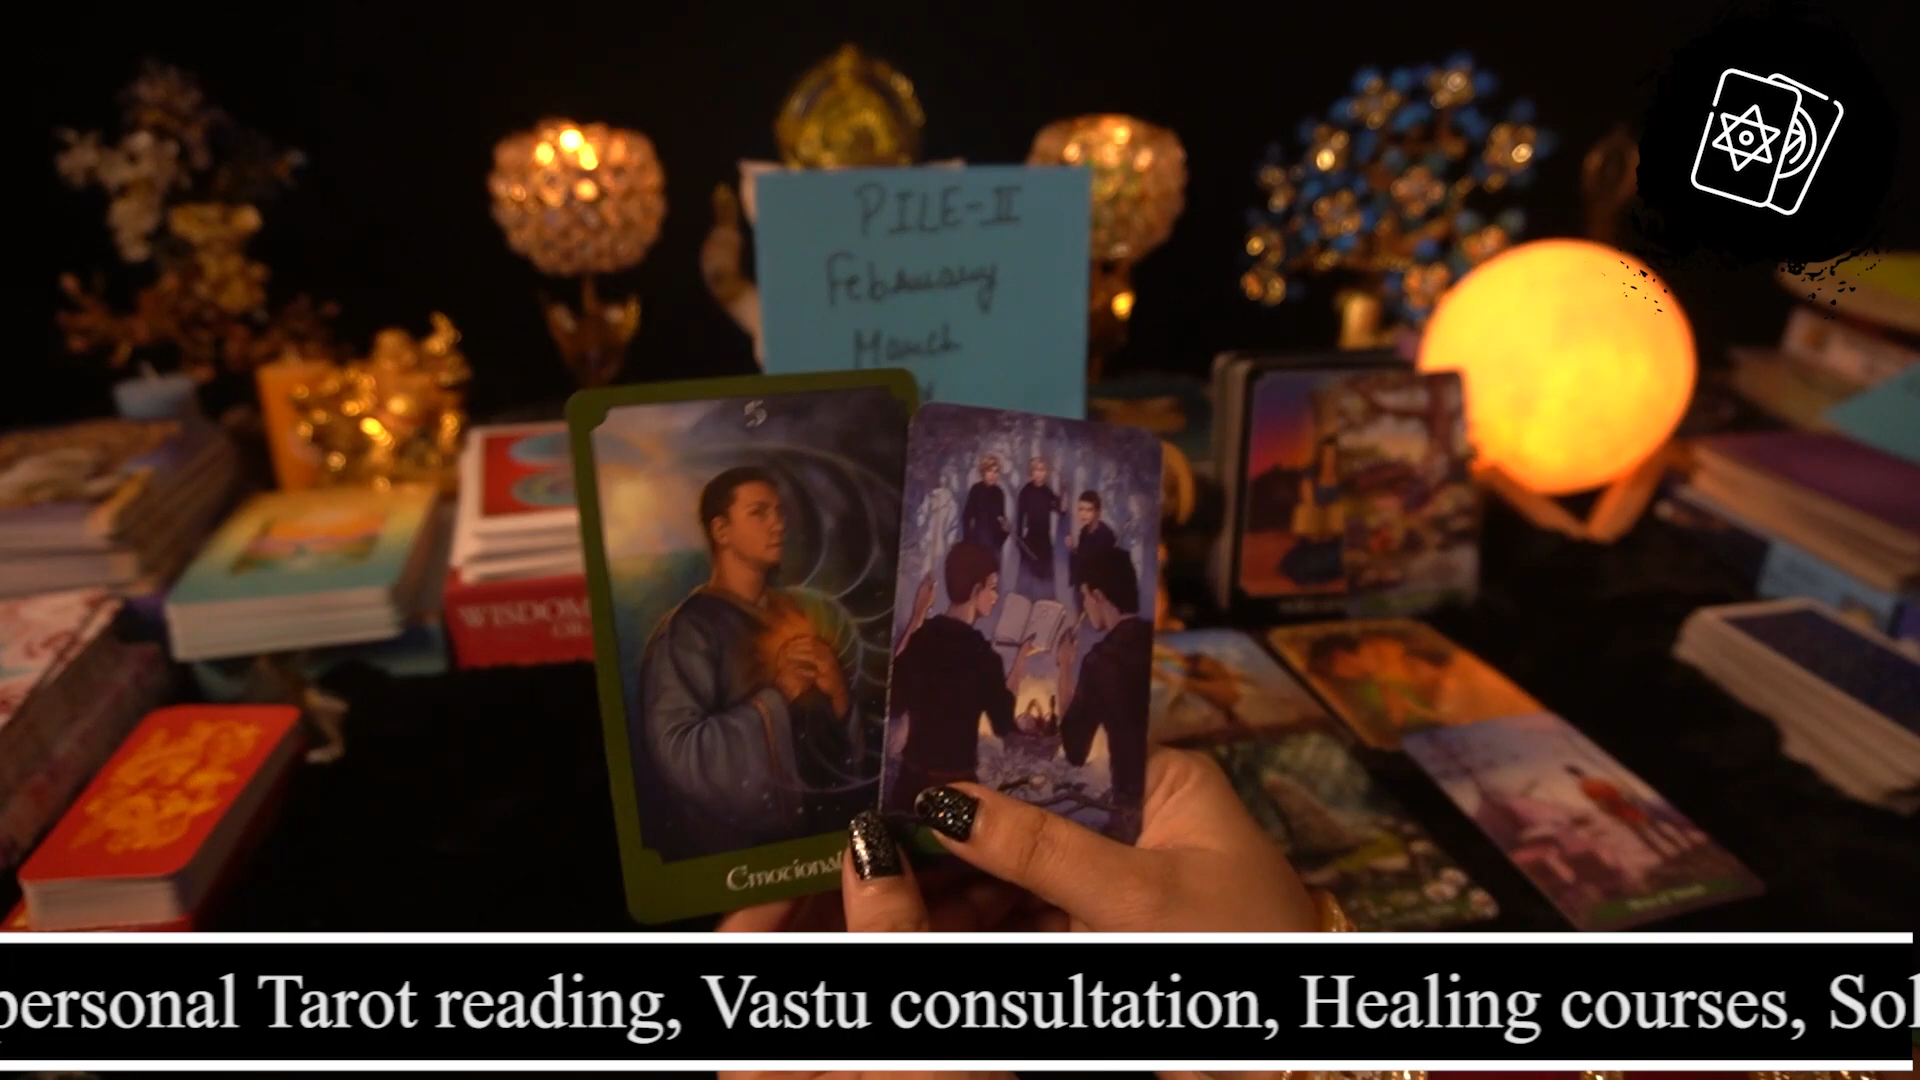 PILE-II
February
March
5
Emotional
WISDOM
personal Tarot reading, Vastu consultation, Healing courses, Sol